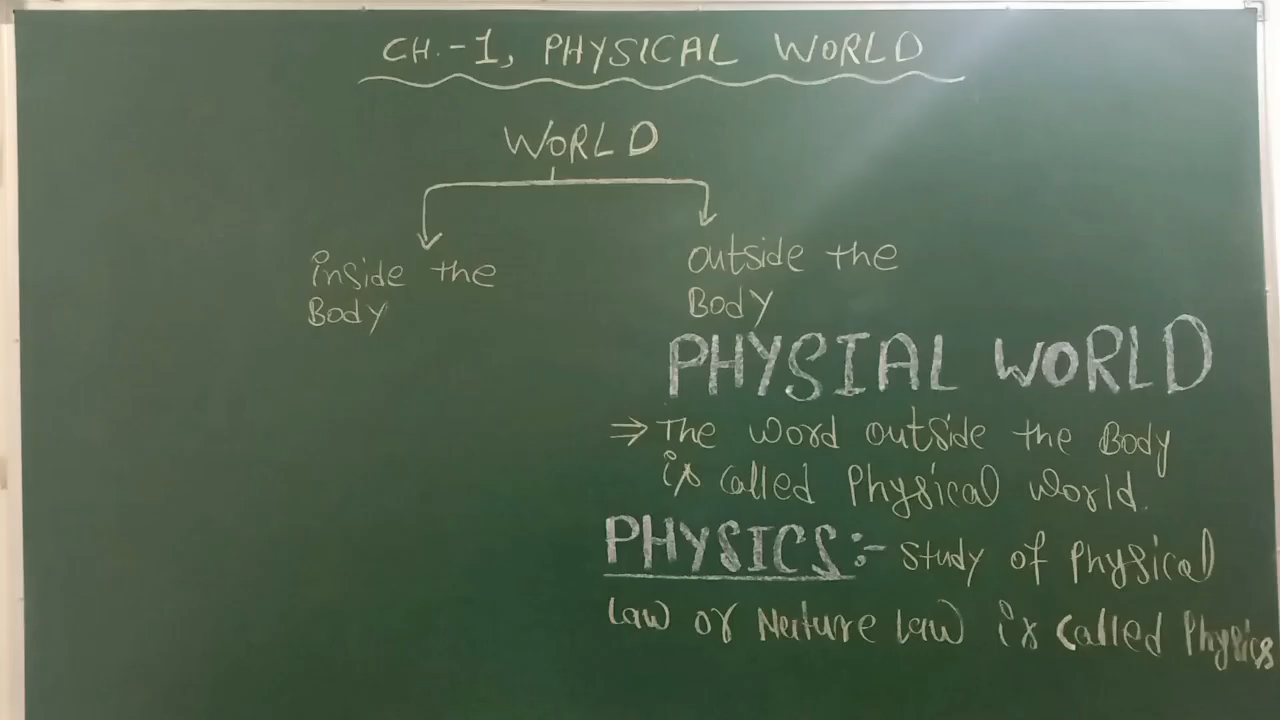 CH.-1, PHYSICAL WORLD
WORLD
inside the
Body
outside the
Body
PHYSIAL WORLD
⇒ The word outside the Body
is called Physical world.
PHYSICS:- Study of Physical
Law or Nature Law is called Physics